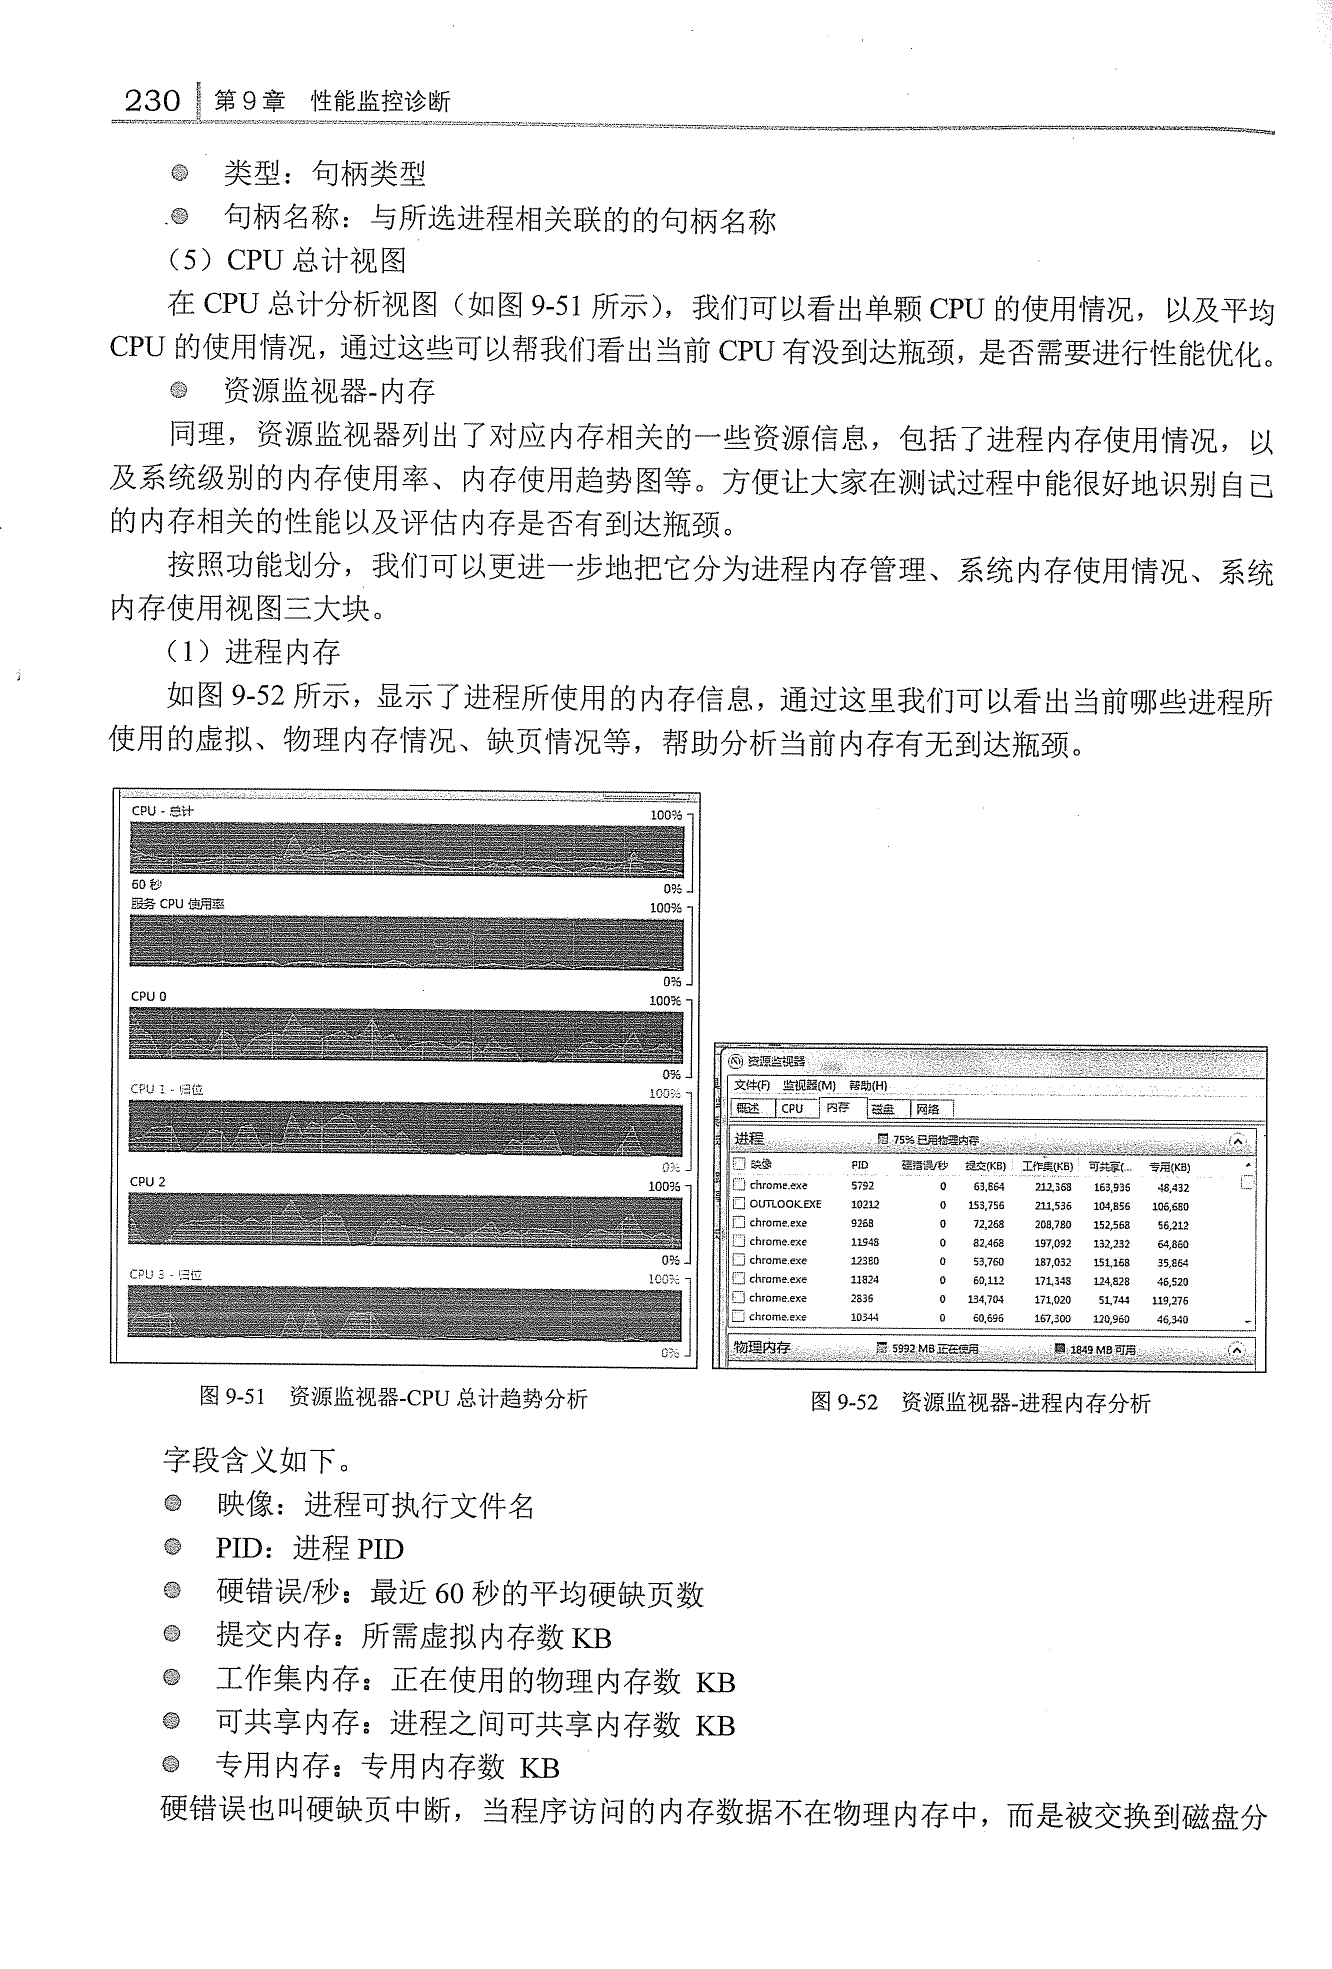 230 第9章 性能监控诊断
类型：句柄类型
句柄名称：与所选进程相关联的的句柄名称
（5）CPU 总计视图
在 CPU 总计分析视图（如图 9-51 所示），我们可以看出单颗 CPU 的使用情况，以及平均
CPU 的使用情况，通过这些可以帮我们看出当前 CPU 有没到达瓶颈，是否需要进行性能优化。
资源监视器-内存
同理，资源监视器列出了对应内存相关的一些资源信息，包括了进程内存使用情况，以
及系统级别的内存使用率、内存使用趋势图等。方便让大家在测试过程中能很好地识别自己
的内存相关的性能以及评估内存是否有到达瓶颈。
按照功能划分，我们可以更进一步地把它分为进程内存管理、系统内存使用情况、系统
内存使用视图三大块。
（1）进程内存
如图 9-52 所示，显示了进程所使用的内存信息，通过这里我们可以看出当前哪些进程所
使用的虚拟、物理内存情况、缺页情况等，帮助分析当前内存有无到达瓶颈。
CPU - 总计 100%
60 秒 0%
服务 CPU 使用率 100%
0%
CPU 0 100%
0%
CPU 1 - 归位 100%
0%
CPU 2 100%
0%
CPU 3 - 归位 100%
0%
图 9-51 资源监视器-CPU 总计趋势分析
资源监视器
文件(F) 监视器(M) 帮助(H)
概述 CPU 内存 磁盘 网络
进程 75% 已用物理内存
映像 PID 硬错误/秒 提交(KB) 工作集(KB) 可共享(... 专用(KB)
chrome.exe 5792 0 63,864 212,368 163,936 48,432
OUTLOOK.EXE 10212 0 153,756 211,536 104,856 106,680
chrome.exe 9268 0 72,268 208,780 152,568 56,212
chrome.exe 11948 0 82,468 197,092 132,232 64,860
chrome.exe 12380 0 53,760 187,032 151,168 35,864
chrome.exe 11824 0 60,112 171,348 124,828 46,520
chrome.exe 2836 0 134,704 171,020 51,744 119,276
chrome.exe 10344 0 60,696 167,300 120,960 46,340
物理内存 5992 MB 正在使用 1849 MB 可用
图 9-52 资源监视器-进程内存分析
字段含义如下。
映像：进程可执行文件名
PID：进程 PID
硬错误/秒：最近 60 秒的平均硬缺页数
提交内存：所需虚拟内存数 KB
工作集内存：正在使用的物理内存数 KB
可共享内存：进程之间可共享内存数 KB
专用内存：专用内存数 KB
硬错误也叫硬缺页中断，当程序访问的内存数据不在物理内存中，而是被交换到磁盘分